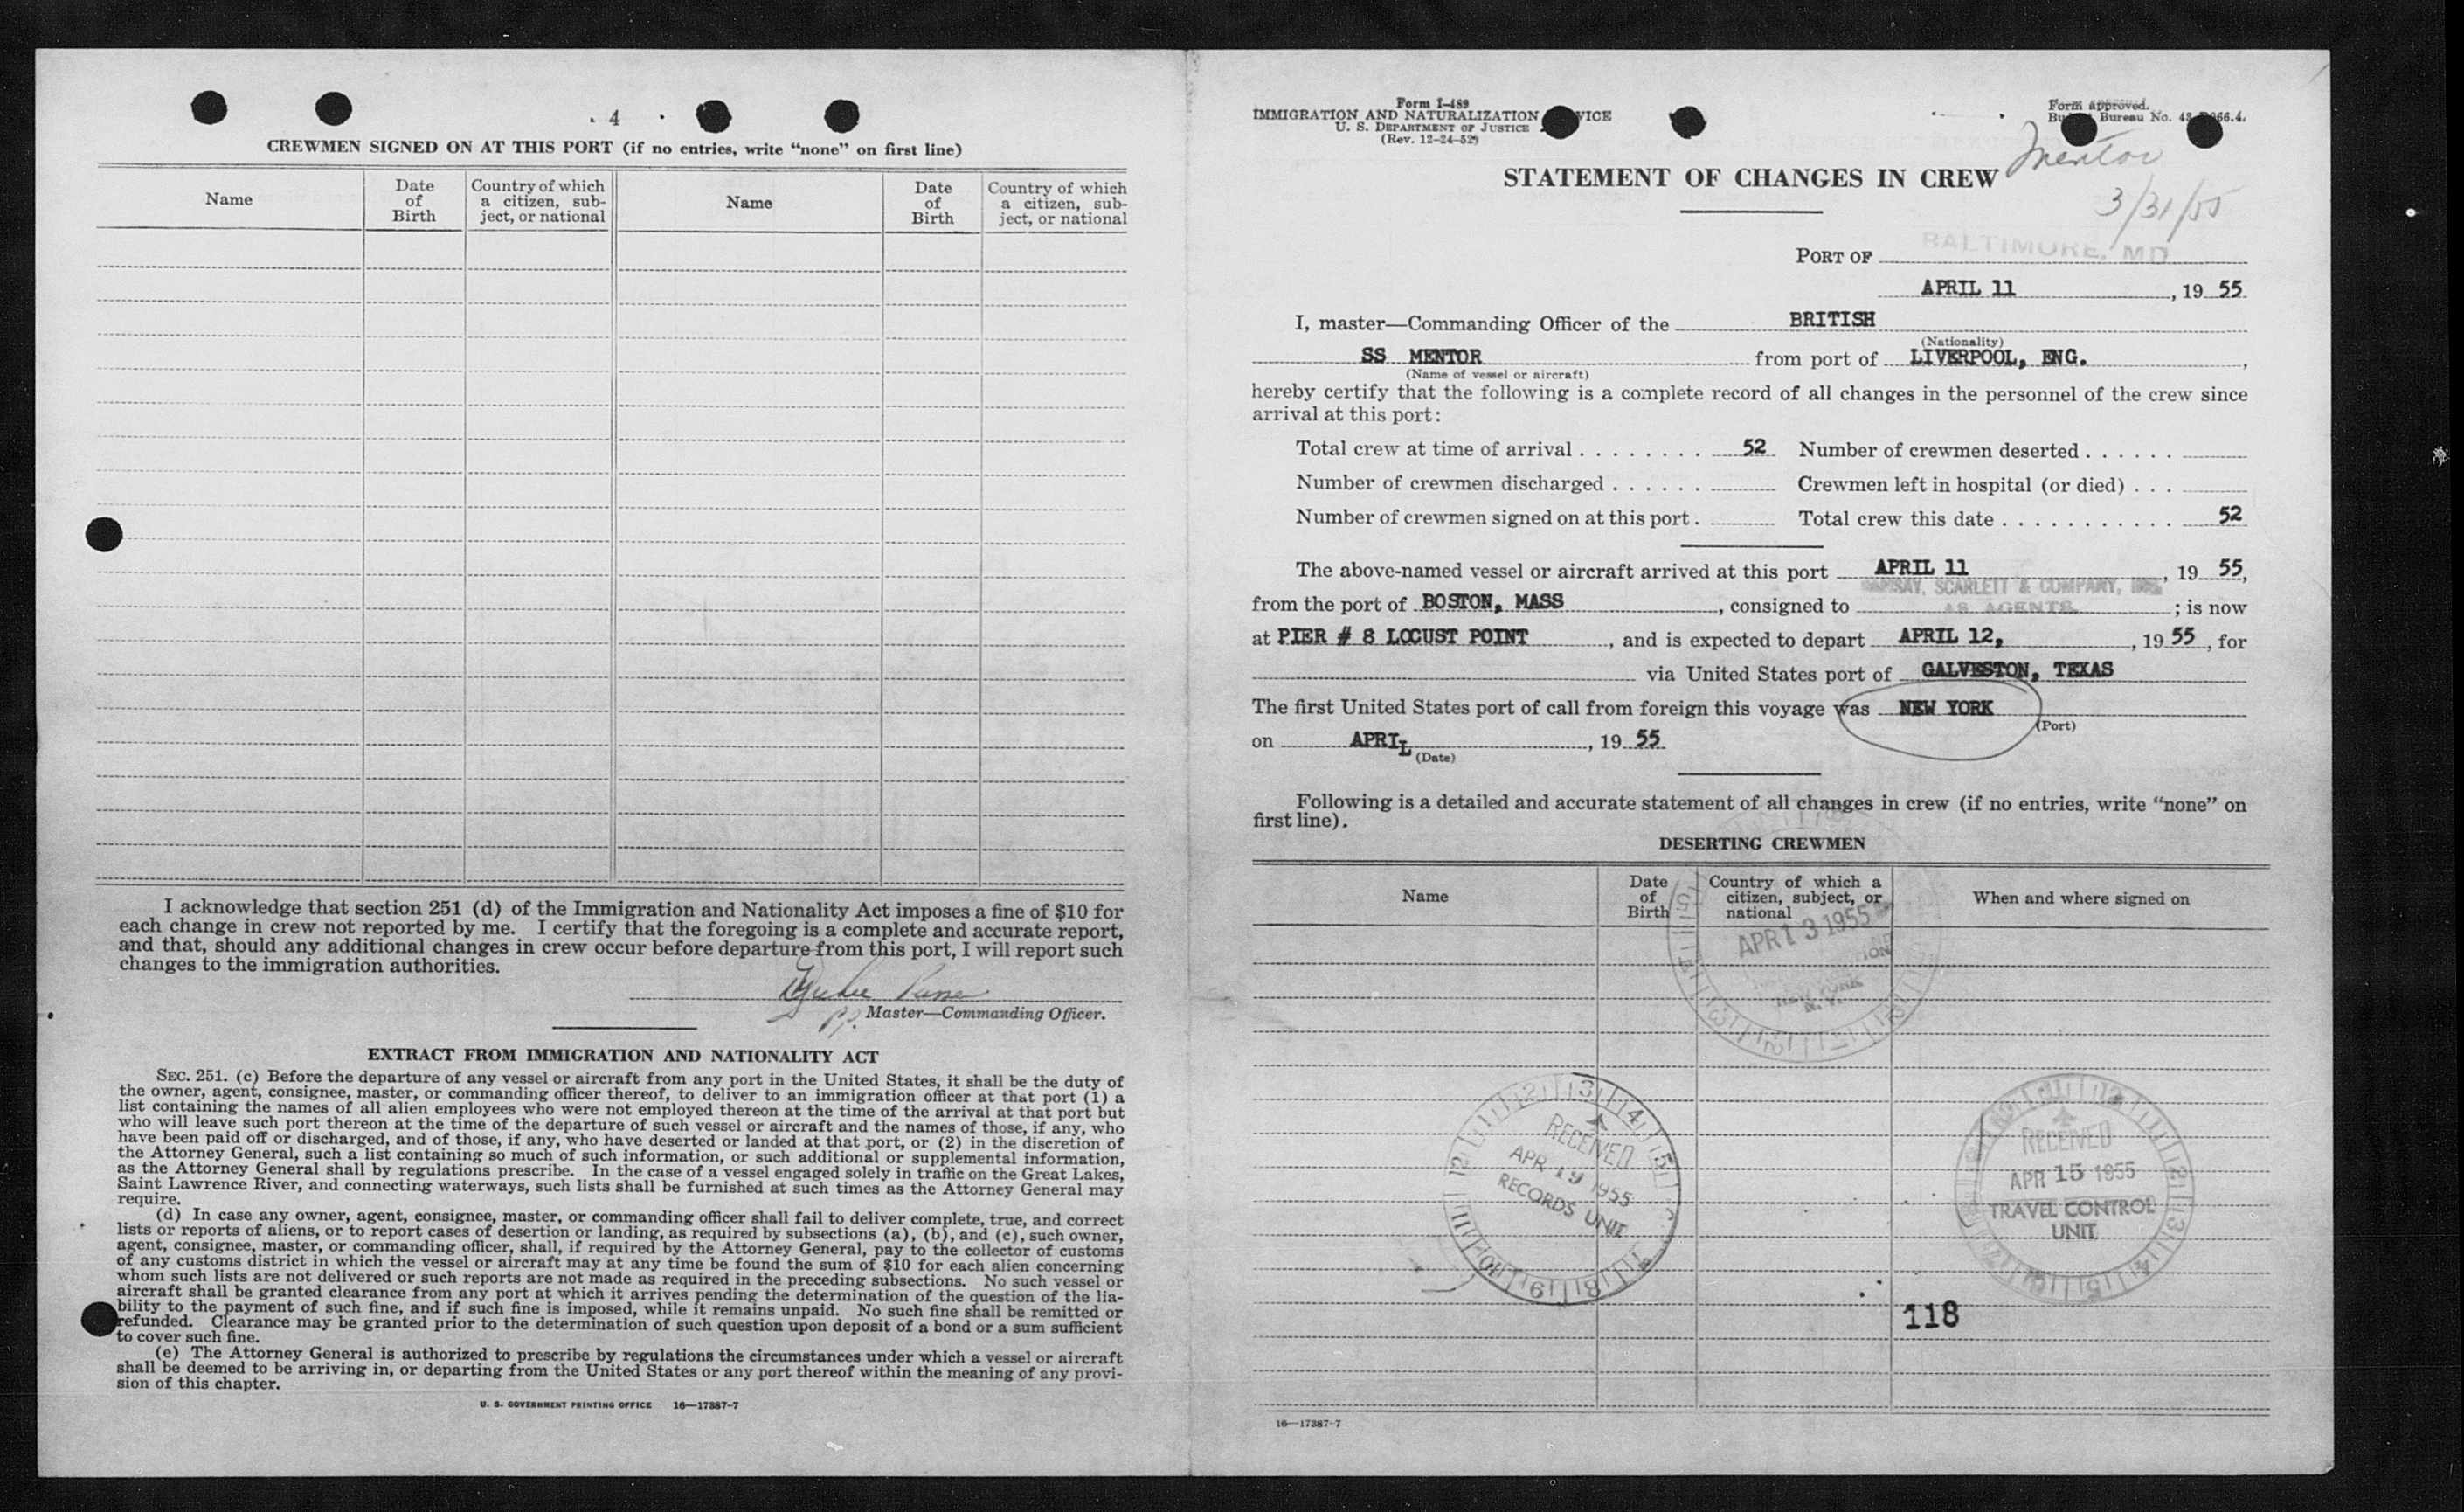 4
CREWMEN SIGNED ON AT THIS PORT (if no entries, write “none” on first line)
Name
Date of Birth
Country of which a citizen, subject, or national
Name
Date of Birth
Country of which a citizen, subject, or national
I acknowledge that section 251 (d) of the Immigration and Nationality Act imposes a fine of $10 for
each change in crew not reported by me. I certify that the foregoing is a complete and accurate report,
and that, should any additional changes in crew occur before departure from this port, I will report such
changes to the immigration authorities.
Master—Commanding Officer.
EXTRACT FROM IMMIGRATION AND NATIONALITY ACT
SEC. 251. (c) Before the departure of any vessel or aircraft from any port in the United States, it shall be the duty of
the owner, agent, consignee, master, or commanding officer thereof, to deliver to an immigration officer at that port (1) a
list containing the names of all alien employees who were not employed thereon at the time of the arrival at that port but
who will leave such port thereon at the time of the departure of such vessel or aircraft and the names of those, if any, who
have been paid off or discharged, and of those, if any, who have deserted or landed at that port, or (2) in the discretion of
the Attorney General, such a list containing so much of such information, or such additional or supplemental information,
as the Attorney General shall by regulations prescribe. In the case of a vessel engaged solely in traffic on the Great Lakes,
Saint Lawrence River, and connecting waterways, such lists shall be furnished at such times as the Attorney General may
require.
(d) In case any owner, agent, consignee, master, or commanding officer shall fail to deliver complete, true, and correct
lists or reports of aliens, or to report cases of desertion or landing, as required by subsections (a), (b), and (c), such owner,
agent, consignee, master, or commanding officer, shall, if required by the Attorney General, pay to the collector of customs
of any customs district in which the vessel or aircraft may at any time be found the sum of $10 for each alien concerning
whom such lists are not delivered or such reports are not made as required in the preceding subsections. No such vessel or
aircraft shall be granted clearance from any port at which it arrives pending the determination of the question of the lia-
bility to the payment of such fine, and if such fine is imposed, while it remains unpaid. No such fine shall be remitted or
refunded. Clearance may be granted prior to the determination of such question upon deposit of a bond or a sum sufficient
to cover such fine.
(e) The Attorney General is authorized to prescribe by regulations the circumstances under which a vessel or aircraft
shall be deemed to be arriving in, or departing from the United States or any port thereof within the meaning of any provi-
sion of this chapter.
U. S. GOVERNMENT PRINTING OFFICE 16—17387-7
Form I-489
IMMIGRATION AND NATURALIZATION VICE
U. S. DEPARTMENT OF JUSTICE
(Rev. 12-24-52)
Form approved.
Bureau No.
Mentor
3/31/55
STATEMENT OF CHANGES IN CREW
PORT OF BALTIMORE, MD
APRIL 11, 19 55
I, master—Commanding Officer of the BRITISH
(Nationality)
SS MENTOR from port of LIVERPOOL, ENG.,
(Name of vessel or aircraft)
hereby certify that the following is a complete record of all changes in the personnel of the crew since
arrival at this port:
Total crew at time of arrival . . . . . . . . 52 Number of crewmen deserted . . . . . .
Number of crewmen discharged . . . . . . Crewmen left in hospital (or died) . . .
Number of crewmen signed on at this port . Total crew this date . . . . . . . . . . . 52
The above-named vessel or aircraft arrived at this port APRIL 11, 19 55,
from the port of BOSTON, MASS, consigned to RAMSAY, SCARLETT & COMPANY, INC. AS AGENTS; is now
at PIER # 8 LOCUST POINT, and is expected to depart APRIL 12, , 19 55, for
via United States port of GALVESTON, TEXAS
The first United States port of call from foreign this voyage was NEW YORK
(Port)
on APRIL, 19 55
(Date)
Following is a detailed and accurate statement of all changes in crew (if no entries, write “none” on
first line).
DESERTING CREWMEN
Name
Date of Birth
Country of which a citizen, subject, or national
When and where signed on
APR 13 1955
NEW YORK
N. Y.
RECEIVED
APR 19 1955
RECORDS UNIT
RECEIVED
APR 15 1955
TRAVEL CONTROL
UNIT
118
16—17387-7